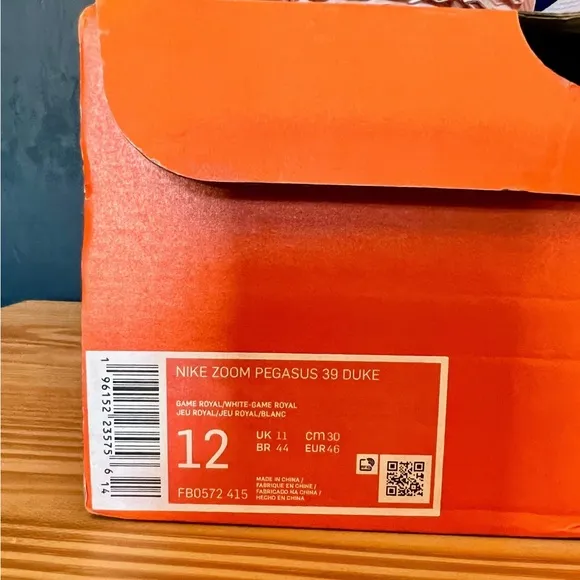 NIKE ZOOM PEGASUS 39 DUKE
GAME ROYAL/WHITE-GAME ROYAL
JEU ROYAL/JEU ROYAL/BLANC
12
UK 11 CM 30
BR 44 EUR 46
MADE IN CHINA /
FABRIQUE EN CHINE /
FABRICADO NA CHINA /
HECHO EN CHINA
FB0572 415
1 96152 23575 6 14